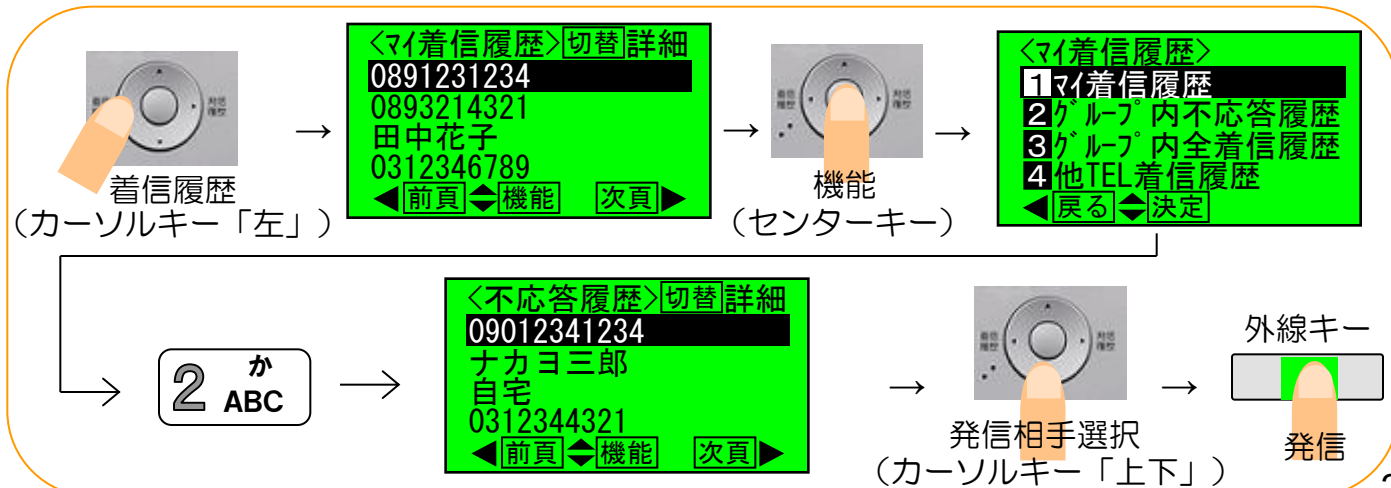 〈ﾏｲ着信履歴〉切替 詳細
0891231234
0893214321
田中花子
0312346789
前頁 機能 次頁
着信履歴
（カーソルキー「左」）
→
→
機能
（センターキー）
→
〈ﾏｲ着信履歴〉
1ﾏｲ着信履歴
2ｸﾞﾙｰﾌﾟ内不応答履歴
3ｸﾞﾙｰﾌﾟ内全着信履歴
4他TEL着信履歴
戻る 決定
2 か ABC
→
〈不応答履歴〉切替 詳細
09012341234
ナカヨ三郎
自宅
0312344321
前頁 機能 次頁
→
発信相手選択
（カーソルキー「上下」）
→
外線キー
発信